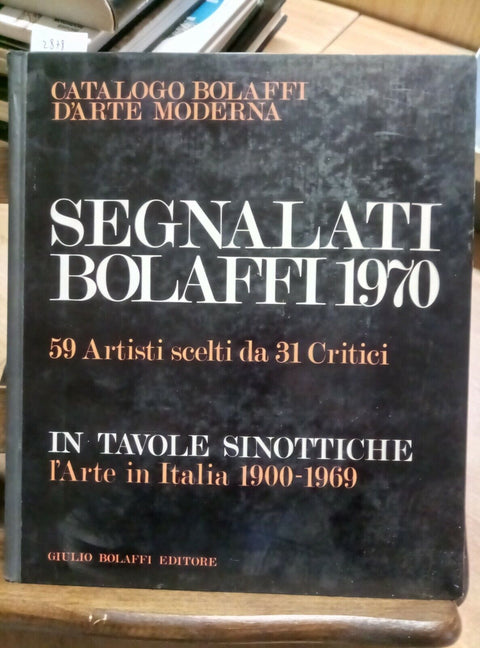 2838
CATALOGO BOLAFFI
D'ARTE MODERNA
SEGNALATI
BOLAFFI 1970
59 Artisti scelti da 31 Critici
IN TAVOLE SINOTTICHE
l'Arte in Italia 1900-1969
GIULIO BOLAFFI EDITORE